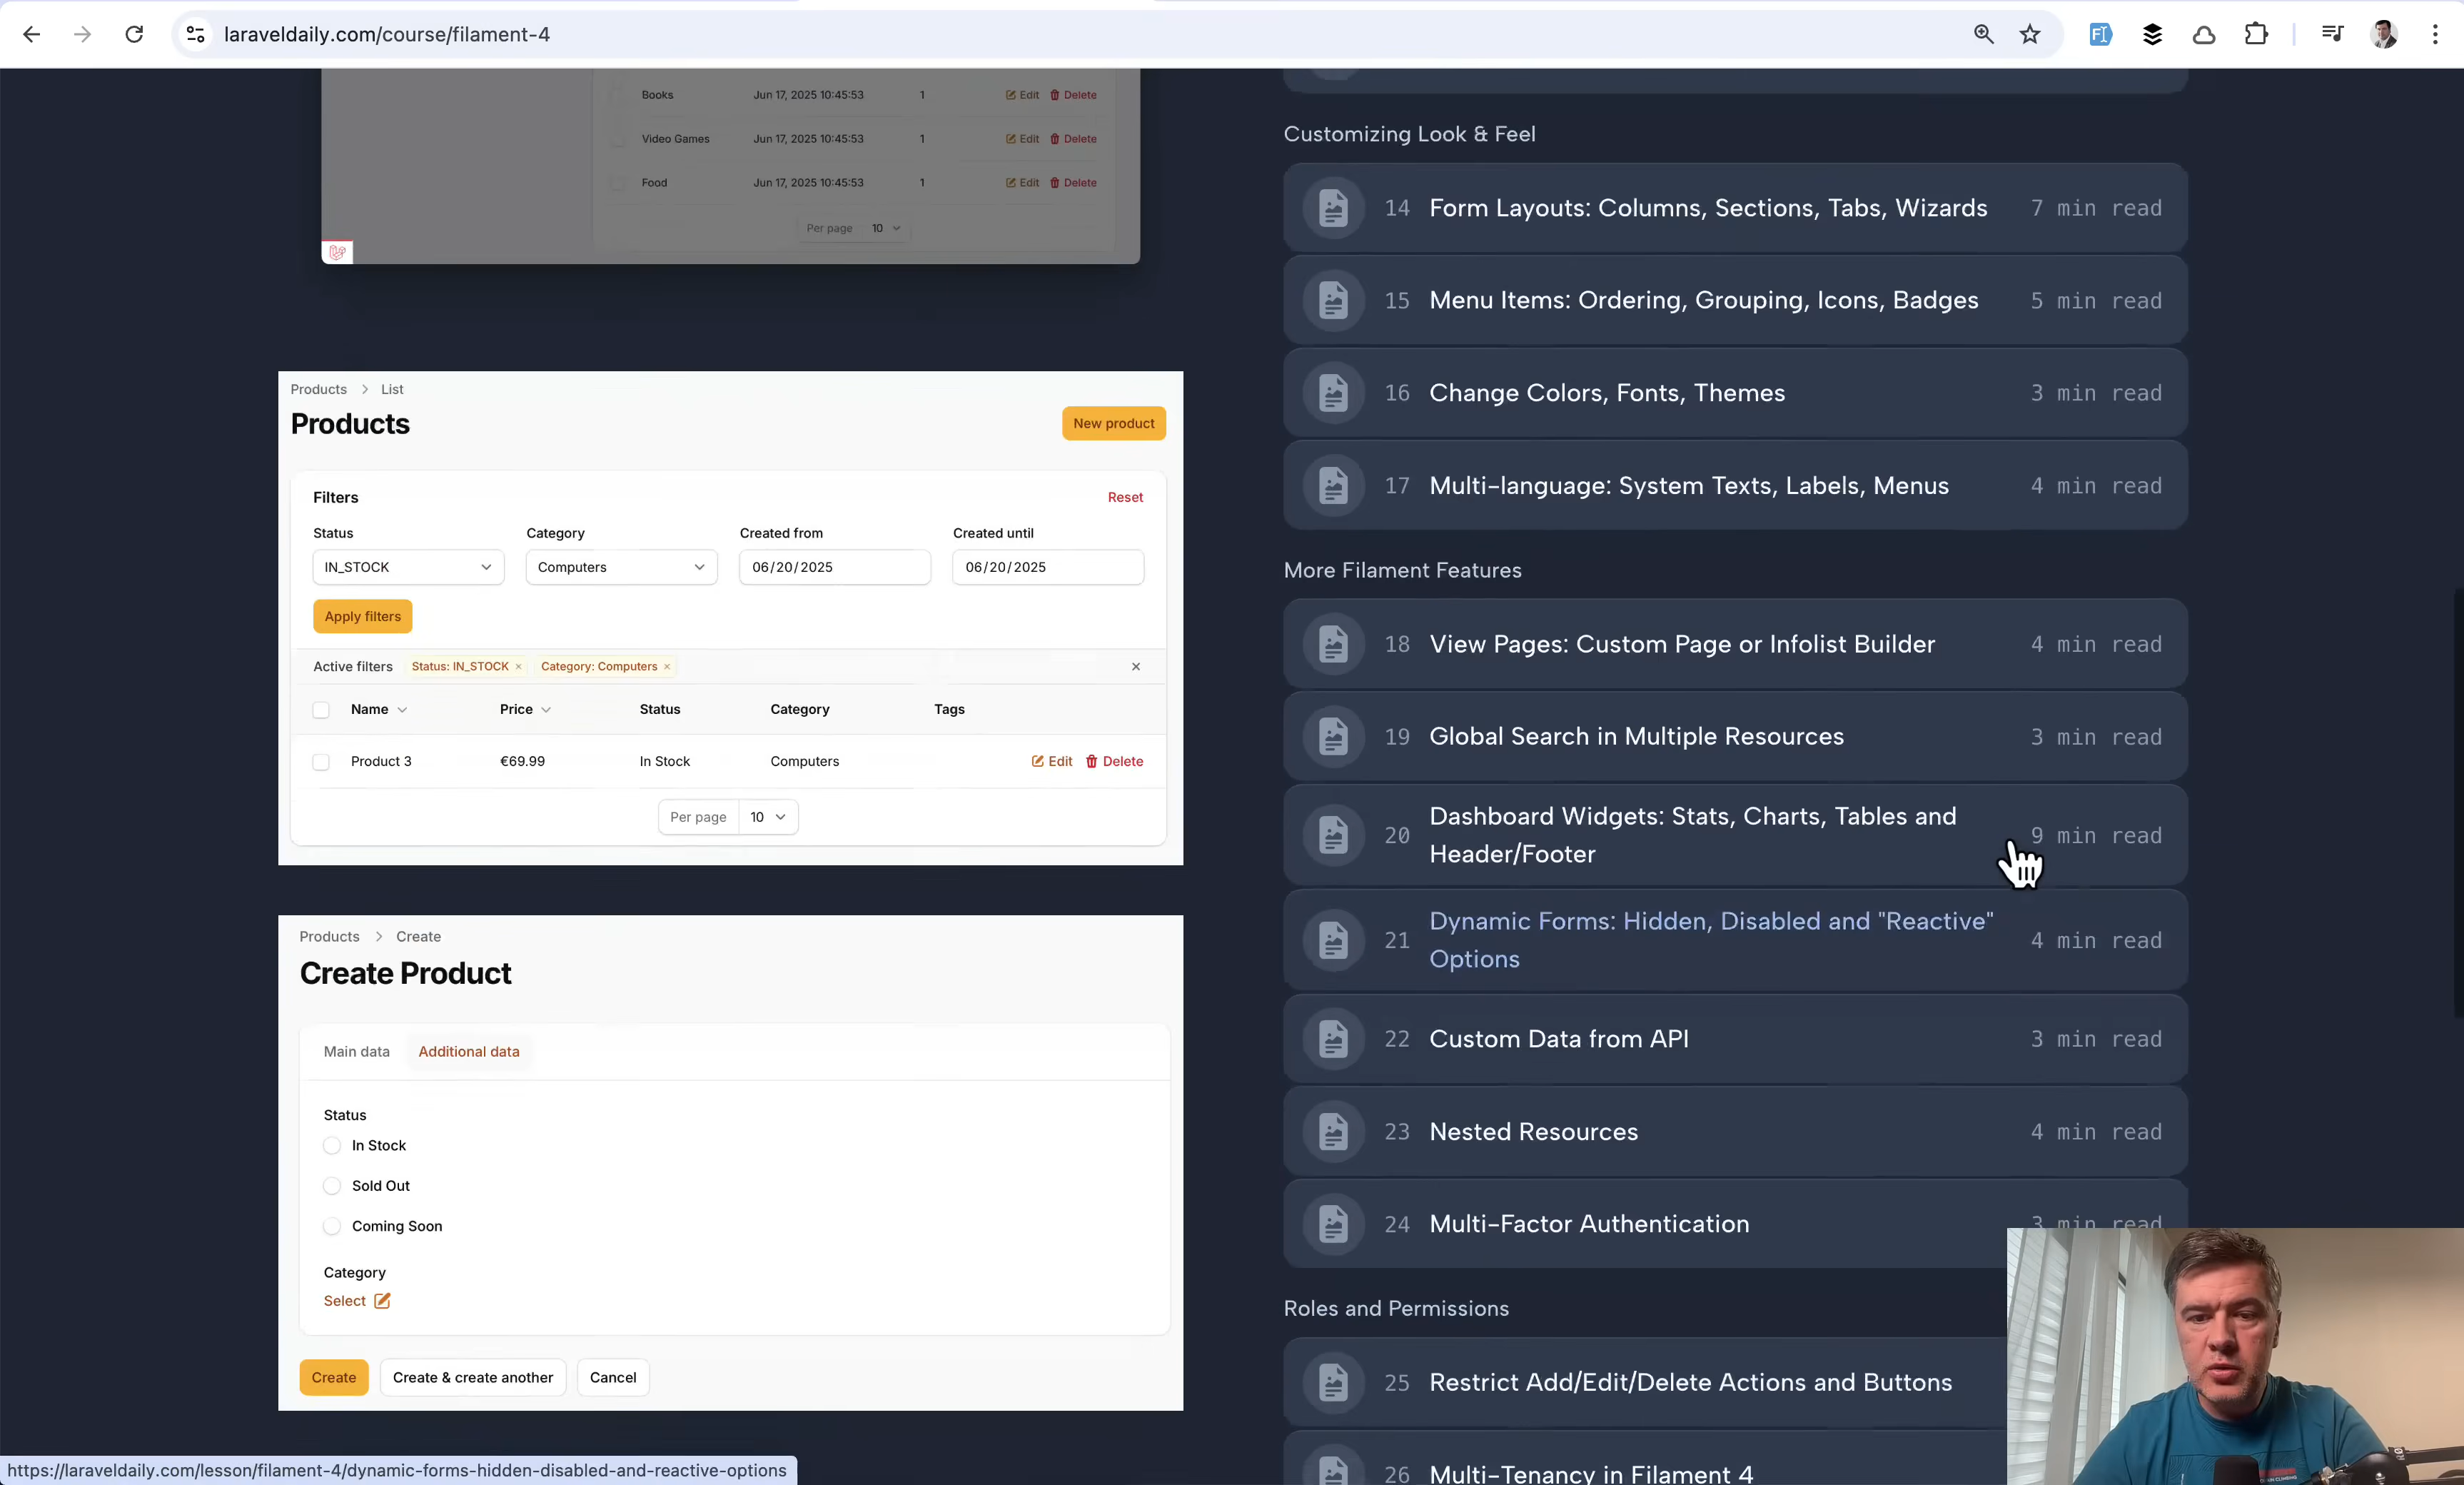 laraveldaily.com/course/filament-4
Books Jun 17, 2025 10:45:53 1 Edit Delete
Video Games Jun 17, 2025 10:45:53 1 Edit Delete
Food Jun 17, 2025 10:45:53 1 Edit Delete
Per page 10
Products > List
Products
New product
Filters Reset
Status Category Created from Created until
IN_STOCK Computers 06/20/2025 06/20/2025
Apply filters
Active filters Status: IN_STOCK × Category: Computers × ×
Name Price Status Category Tags
Product 3 €69.99 In Stock Computers Edit Delete
Per page 10
Products > Create
Create Product
Main data Additional data
Status
In Stock
Sold Out
Coming Soon
Category
Select
Create Create & create another Cancel
https://laraveldaily.com/lesson/filament-4/dynamic-forms-hidden-disabled-and-reactive-options
Customizing Look & Feel
14 Form Layouts: Columns, Sections, Tabs, Wizards 7 min read
15 Menu Items: Ordering, Grouping, Icons, Badges 5 min read
16 Change Colors, Fonts, Themes 3 min read
17 Multi-language: System Texts, Labels, Menus 4 min read
More Filament Features
18 View Pages: Custom Page or Infolist Builder 4 min read
19 Global Search in Multiple Resources 3 min read
20 Dashboard Widgets: Stats, Charts, Tables and
Header/Footer 9 min read
21 Dynamic Forms: Hidden, Disabled and "Reactive"
Options 4 min read
22 Custom Data from API 3 min read
23 Nested Resources 4 min read
24 Multi-Factor Authentication 3 min read
Roles and Permissions
25 Restrict Add/Edit/Delete Actions and Buttons
26 Multi-Tenancy in Filament 4